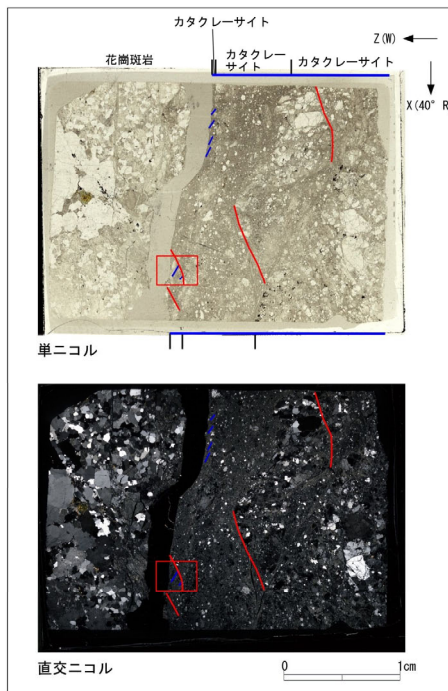 カタクレーサイト
花崗斑岩
カタクレー
サイト
カタクレーサイト
Z(W)
X(40° R
単ニコル
直交ニコル
0
1cm